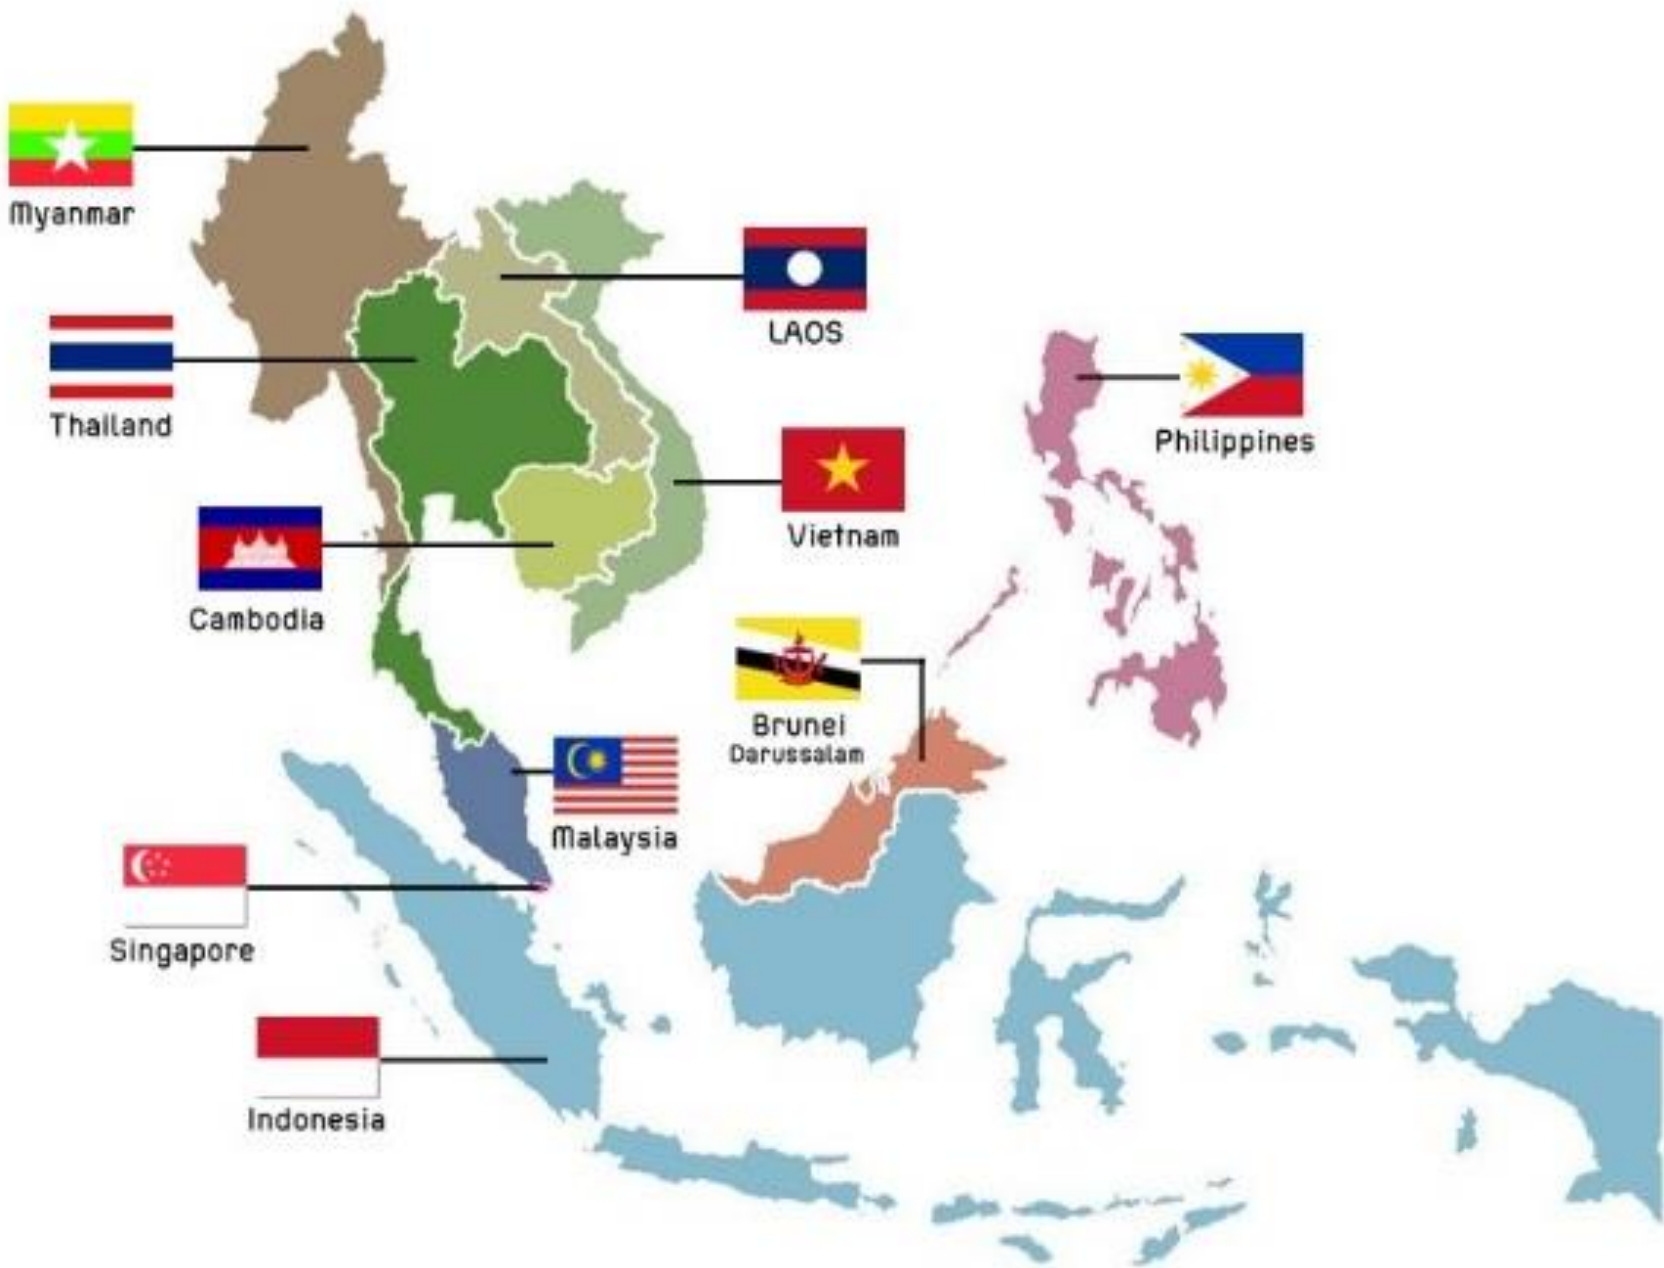 Myanmar
LAOS
Thailand
Philippines
Vietnam
Cambodia
Brunei
Darussalam
Malaysia
Singapore
Indonesia